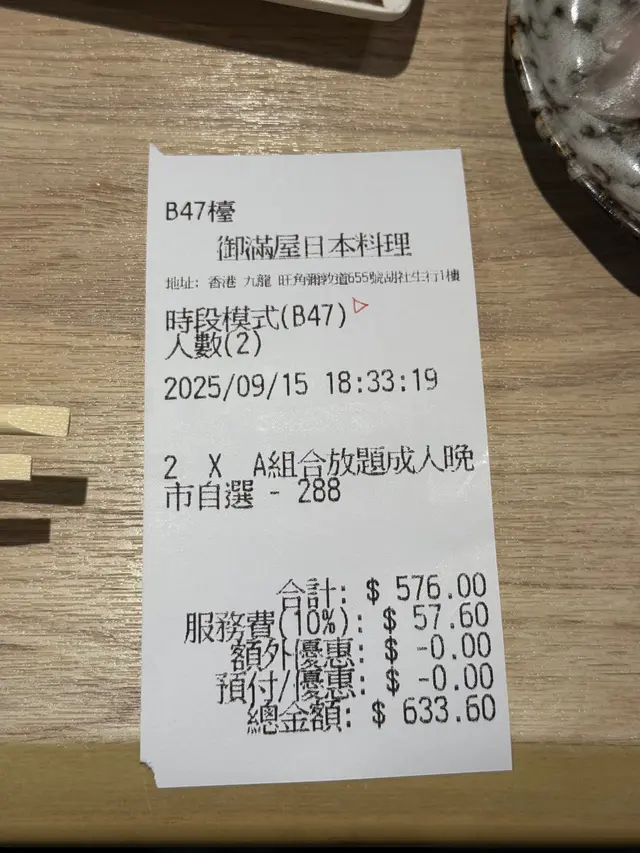 B47檯
御滿屋日本料理
地址: 香港 九龍 旺角彌敦道655號胡社生行1樓
時段模式(B47)
人數(2)
2025/09/15 18:33:19
2 X A組合放題成人晚
市自選 - 288
合計: $ 576.00
服務費(10%): $ 57.60
額外優惠: $ -0.00
預付/優惠: $ -0.00
總金額: $ 633.60